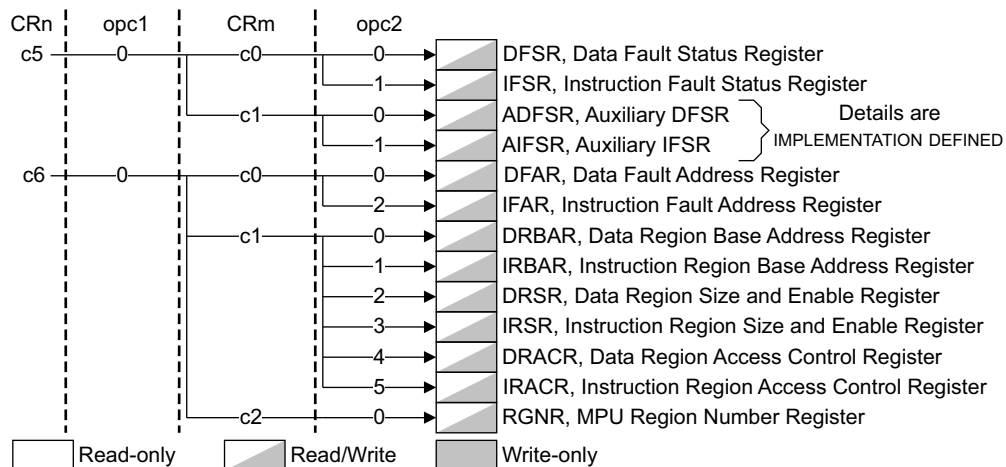 CRn opc1 CRm opc2
c5 0 c0 0 DFSR, Data Fault Status Register
1 IFSR, Instruction Fault Status Register
c1 0 ADFSR, Auxiliary DFSR Details are
1 AIFSR, Auxiliary IFSR IMPLEMENTATION DEFINED
c6 0 c0 0 DFAR, Data Fault Address Register
2 IFAR, Instruction Fault Address Register
c1 0 DRBAR, Data Region Base Address Register
1 IRBAR, Instruction Region Base Address Register
2 DRSR, Data Region Size and Enable Register
3 IRSR, Instruction Region Size and Enable Register
4 DRACR, Data Region Access Control Register
5 IRACR, Instruction Region Access Control Register
c2 0 RGNR, MPU Region Number Register
Read-only Read/Write Write-only